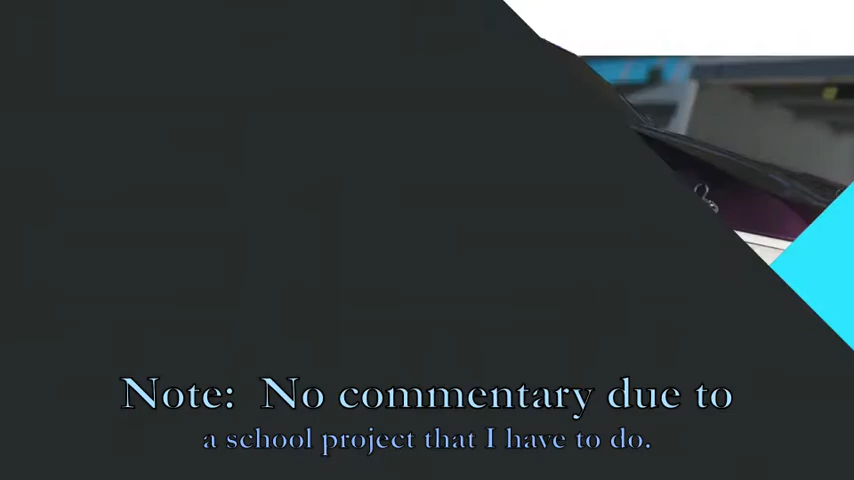 Note:  No commentary due to
a school project that I have to do.